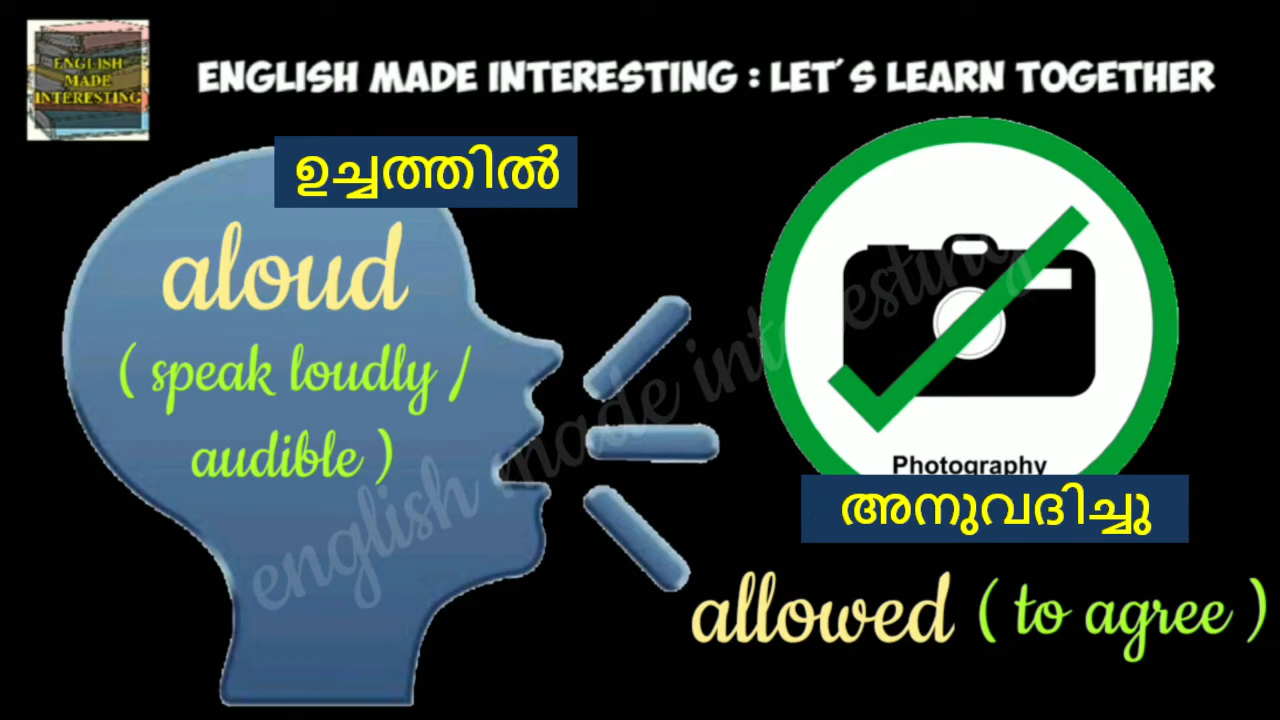 ENGLISH MADE INTERESTING
ENGLISH MADE INTERESTING : LET'S LEARN TOGETHER
ഉച്ചത്തിൽ
aloud
( speak loudly /
audible )
english made interesting
Photography
അനുവദിച്ചു
allowed ( to agree )